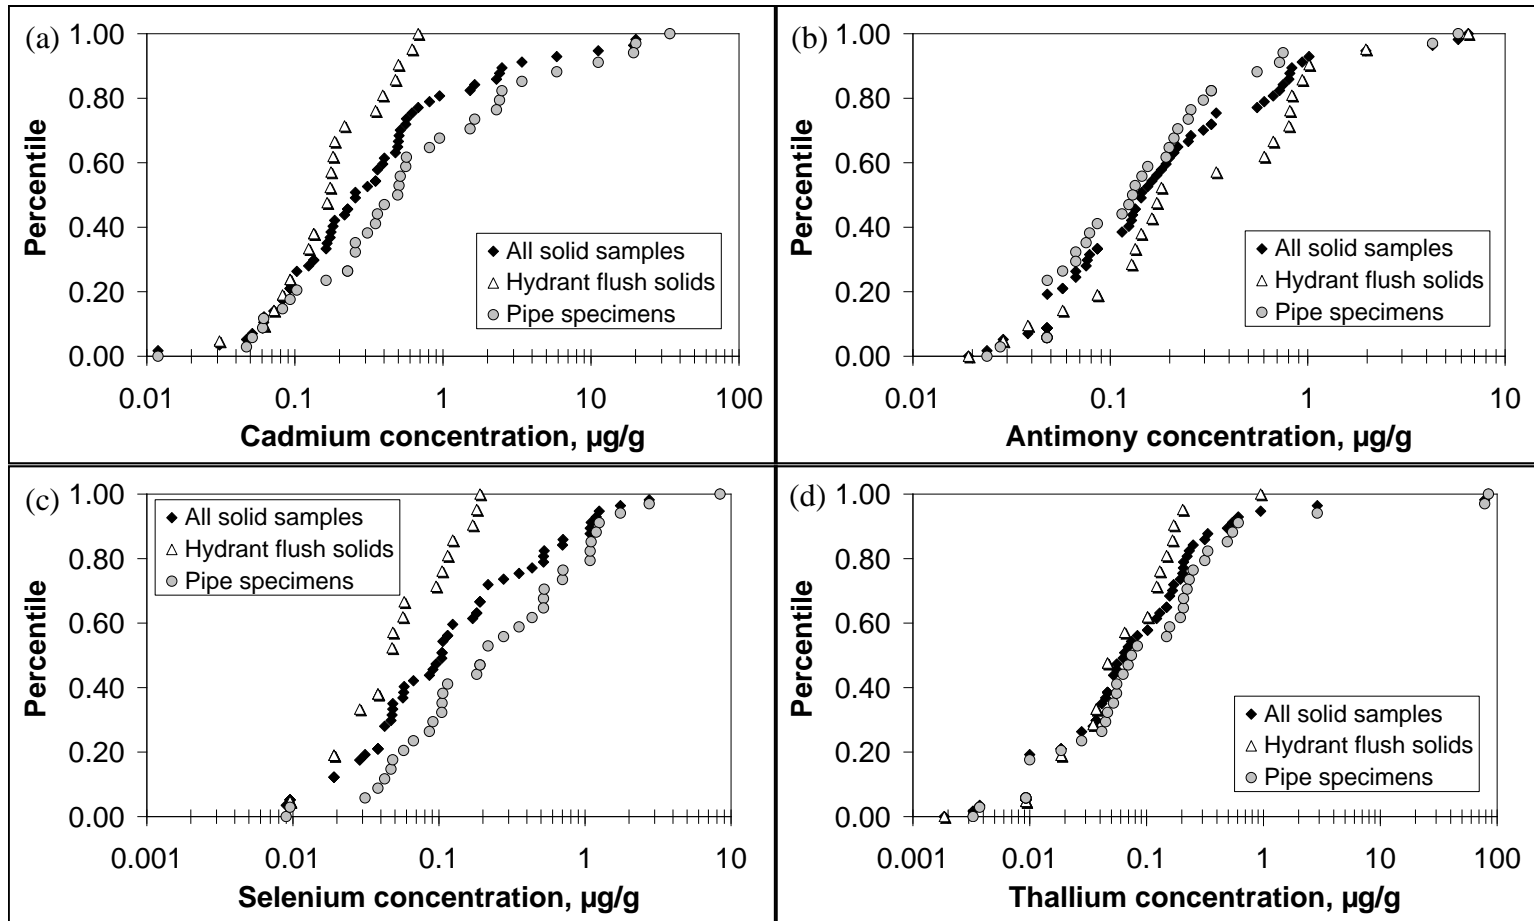 (a)
1.00
0.80
0.60
0.40
0.20
0.00
Percentile
All solid samples
Hydrant flush solids
Pipe specimens
0.01 0.1 1 10 100
Cadmium concentration, µg/g
(b)
1.00
0.80
0.60
0.40
0.20
0.00
Percentile
All solid samples
Hydrant flush solids
Pipe specimens
0.01 0.1 1 10
Antimony concentration, µg/g
(c)
1.00
0.80
0.60
0.40
0.20
0.00
Percentile
All solid samples
Hydrant flush solids
Pipe specimens
0.001 0.01 0.1 1 10
Selenium concentration, µg/g
(d)
1.00
0.80
0.60
0.40
0.20
0.00
Percentile
All solid samples
Hydrant flush solids
Pipe specimens
0.001 0.01 0.1 1 10 100
Thallium concentration, µg/g